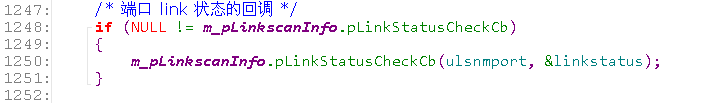 1247: /* 端口 link 状态的回调 */
1248: if (NULL != m_pLinkscanInfo.pLinkStatusCheckCb)
1249: {
1250: m_pLinkscanInfo.pLinkStatusCheckCb(ulsnmport, &linkstatus);
1251: }
1252: